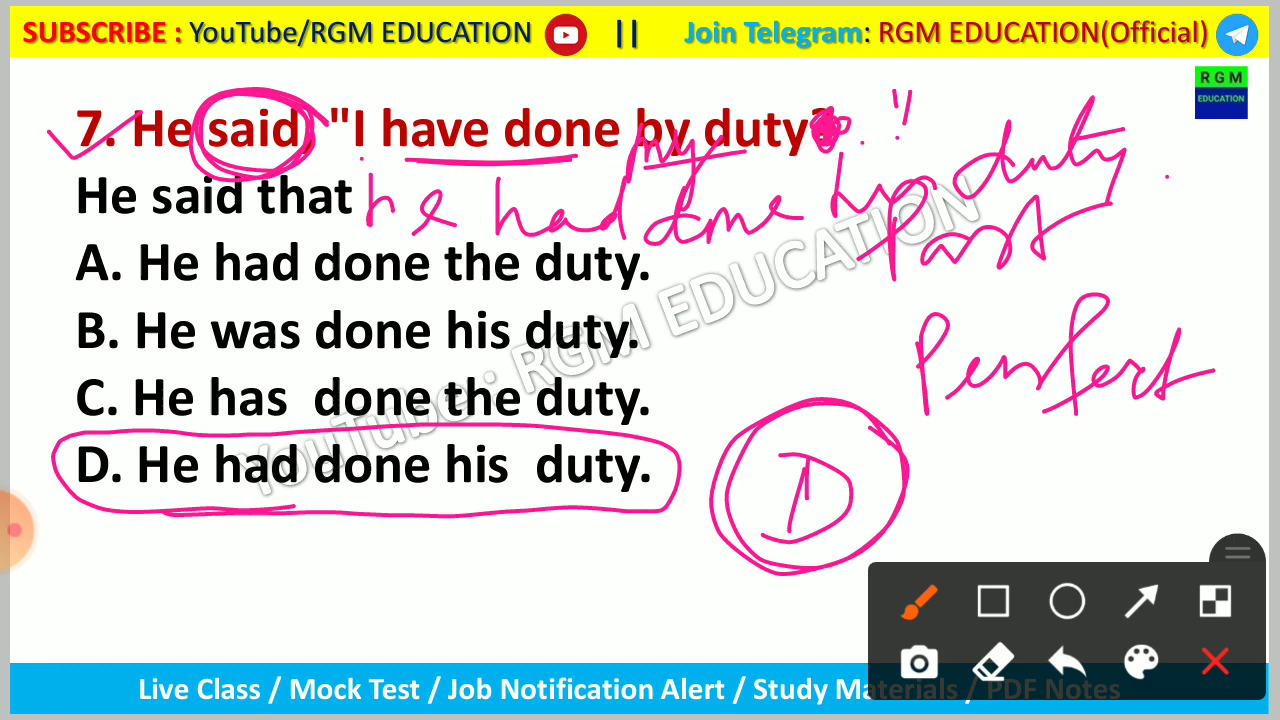 SUBSCRIBE : YouTube/RGM EDUCATION || Join Telegram: RGM EDUCATION(Official)
RGM
EDUCATION
7. He said, "I have done by duty?."
my
He said that he had done duty.
Past
A. He had done the duty.
B. He was done his duty.
Perfect
C. He has done the duty.
D. He had done his duty.
D
YouTube : RGM EDUCATION
Live Class / Mock Test / Job Notification Alert / Study Materials / PDF Notes